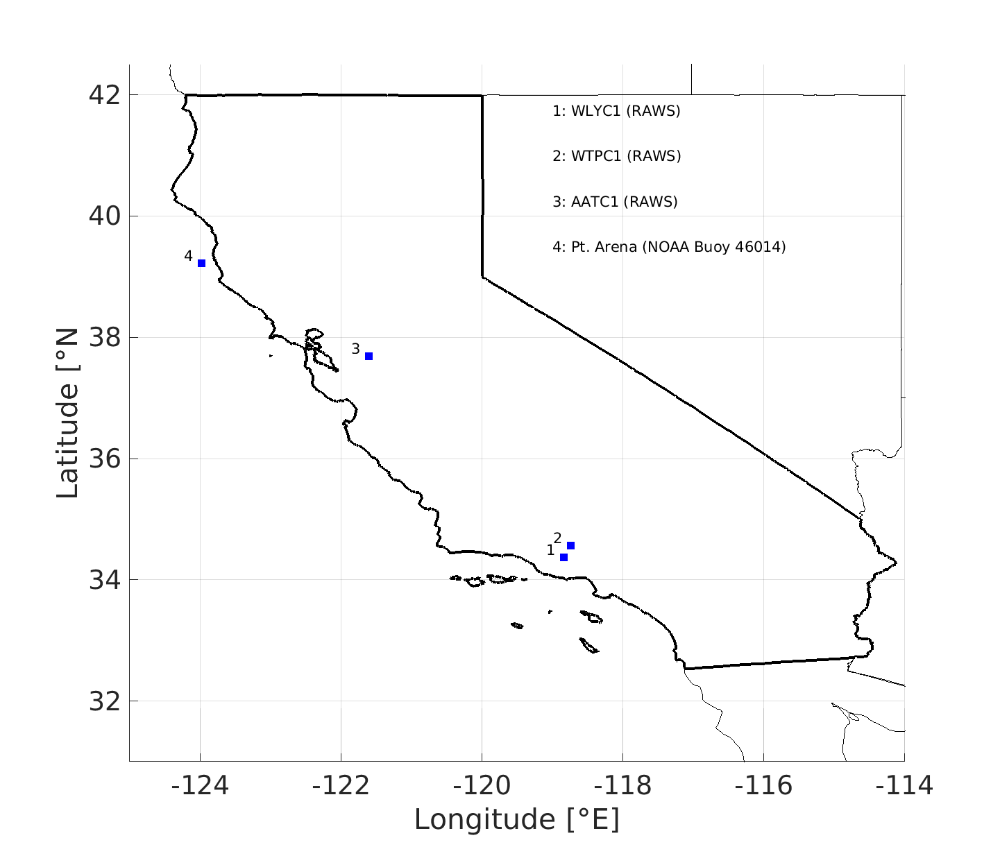 42
1: WLYC1 (RAWS)
2: WTPC1 (RAWS)
3: AATC1 (RAWS)
40
4: Pt. Arena (NOAA Buoy 46014)
4
38
3
36
2
1
34
32
Latitude [°N
-124 -122 -120 -118 -116 -114
Longitude [°E]